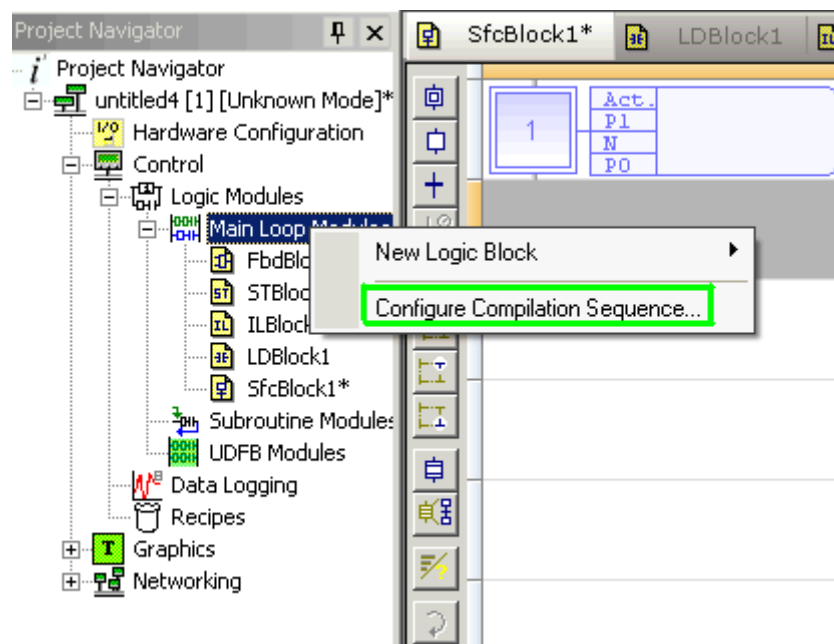 Project Navigator
SfcBlock1*
LDBlock1
Project Navigator
untitled4 [1] [Unknown Mode]*
Hardware Configuration
Control
Logic Modules
Main Loop Modules
FbdBlo
STBloc
ILBlock
LDBlock1
SfcBlock1*
Subroutine Modules
UDFB Modules
Data Logging
Recipes
Graphics
Networking
New Logic Block
Configure Compilation Sequence...
1
Act.
P1
N
P0